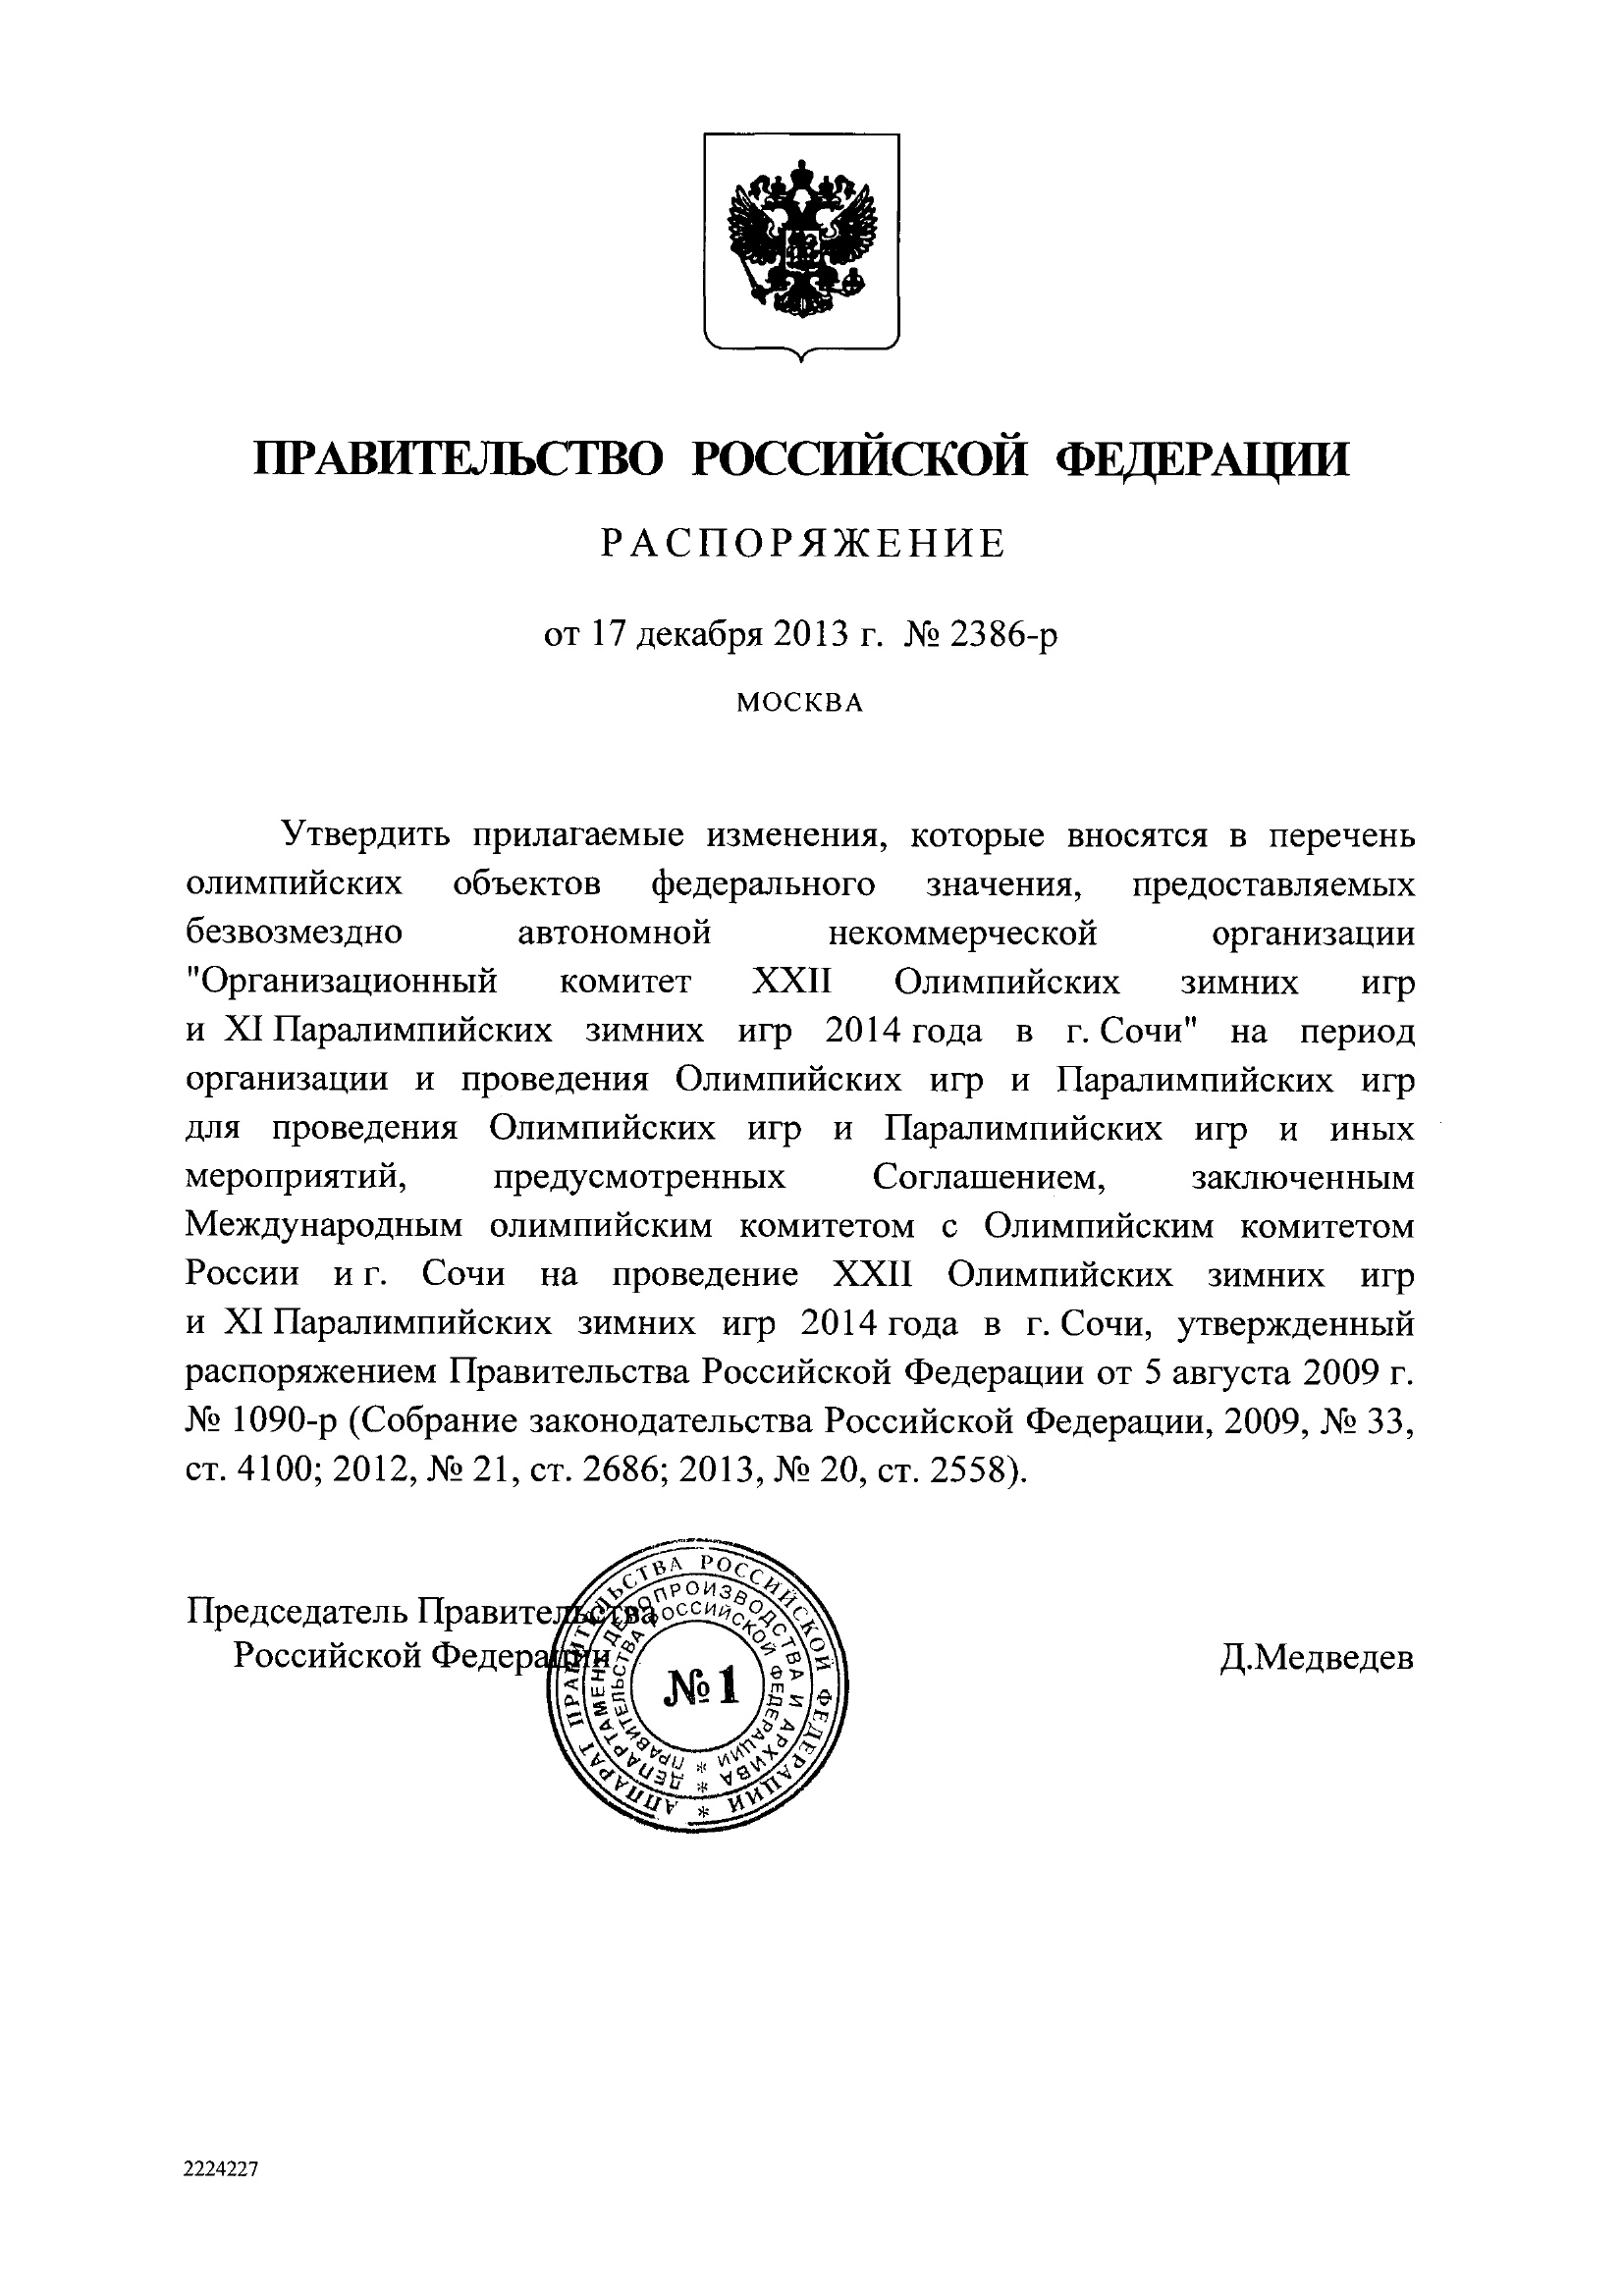 ПРАВИТЕЛЬСТВО РОССИЙСКОЙ ФЕДЕРАЦИИ
РАСПОРЯЖЕНИЕ
от 17 декабря 2013 г. № 2386-р
МОСКВА
Утвердить прилагаемые изменения, которые вносятся в перечень
олимпийских объектов федерального значения, предоставляемых
безвозмездно автономной некоммерческой организации
"Организационный комитет XXII Олимпийских зимних игр
и XI Паралимпийских зимних игр 2014 года в г. Сочи" на период
организации и проведения Олимпийских игр и Паралимпийских игр
для проведения Олимпийских игр и Паралимпийских игр и иных
мероприятий, предусмотренных Соглашением, заключенным
Международным олимпийским комитетом с Олимпийским комитетом
России и г. Сочи на проведение XXII Олимпийских зимних игр
и XI Паралимпийских зимних игр 2014 года в г. Сочи, утвержденный
распоряжением Правительства Российской Федерации от 5 августа 2009 г.
№ 1090-р (Собрание законодательства Российской Федерации, 2009, № 33,
ст. 4100; 2012, № 21, ст. 2686; 2013, № 20, ст. 2558).
Председатель Правительства
Российской Федерации
Д.Медведев
АППАРАТ ПРАВИТЕЛЬСТВА РОССИЙСКОЙ ФЕДЕРАЦИИ *
ДЕПАРТАМЕНТ ДЕЛОПРОИЗВОДСТВА И АРХИВА *
ПРАВИТЕЛЬСТВА РОССИЙСКОЙ ФЕДЕРАЦИИ *
№1
2224227